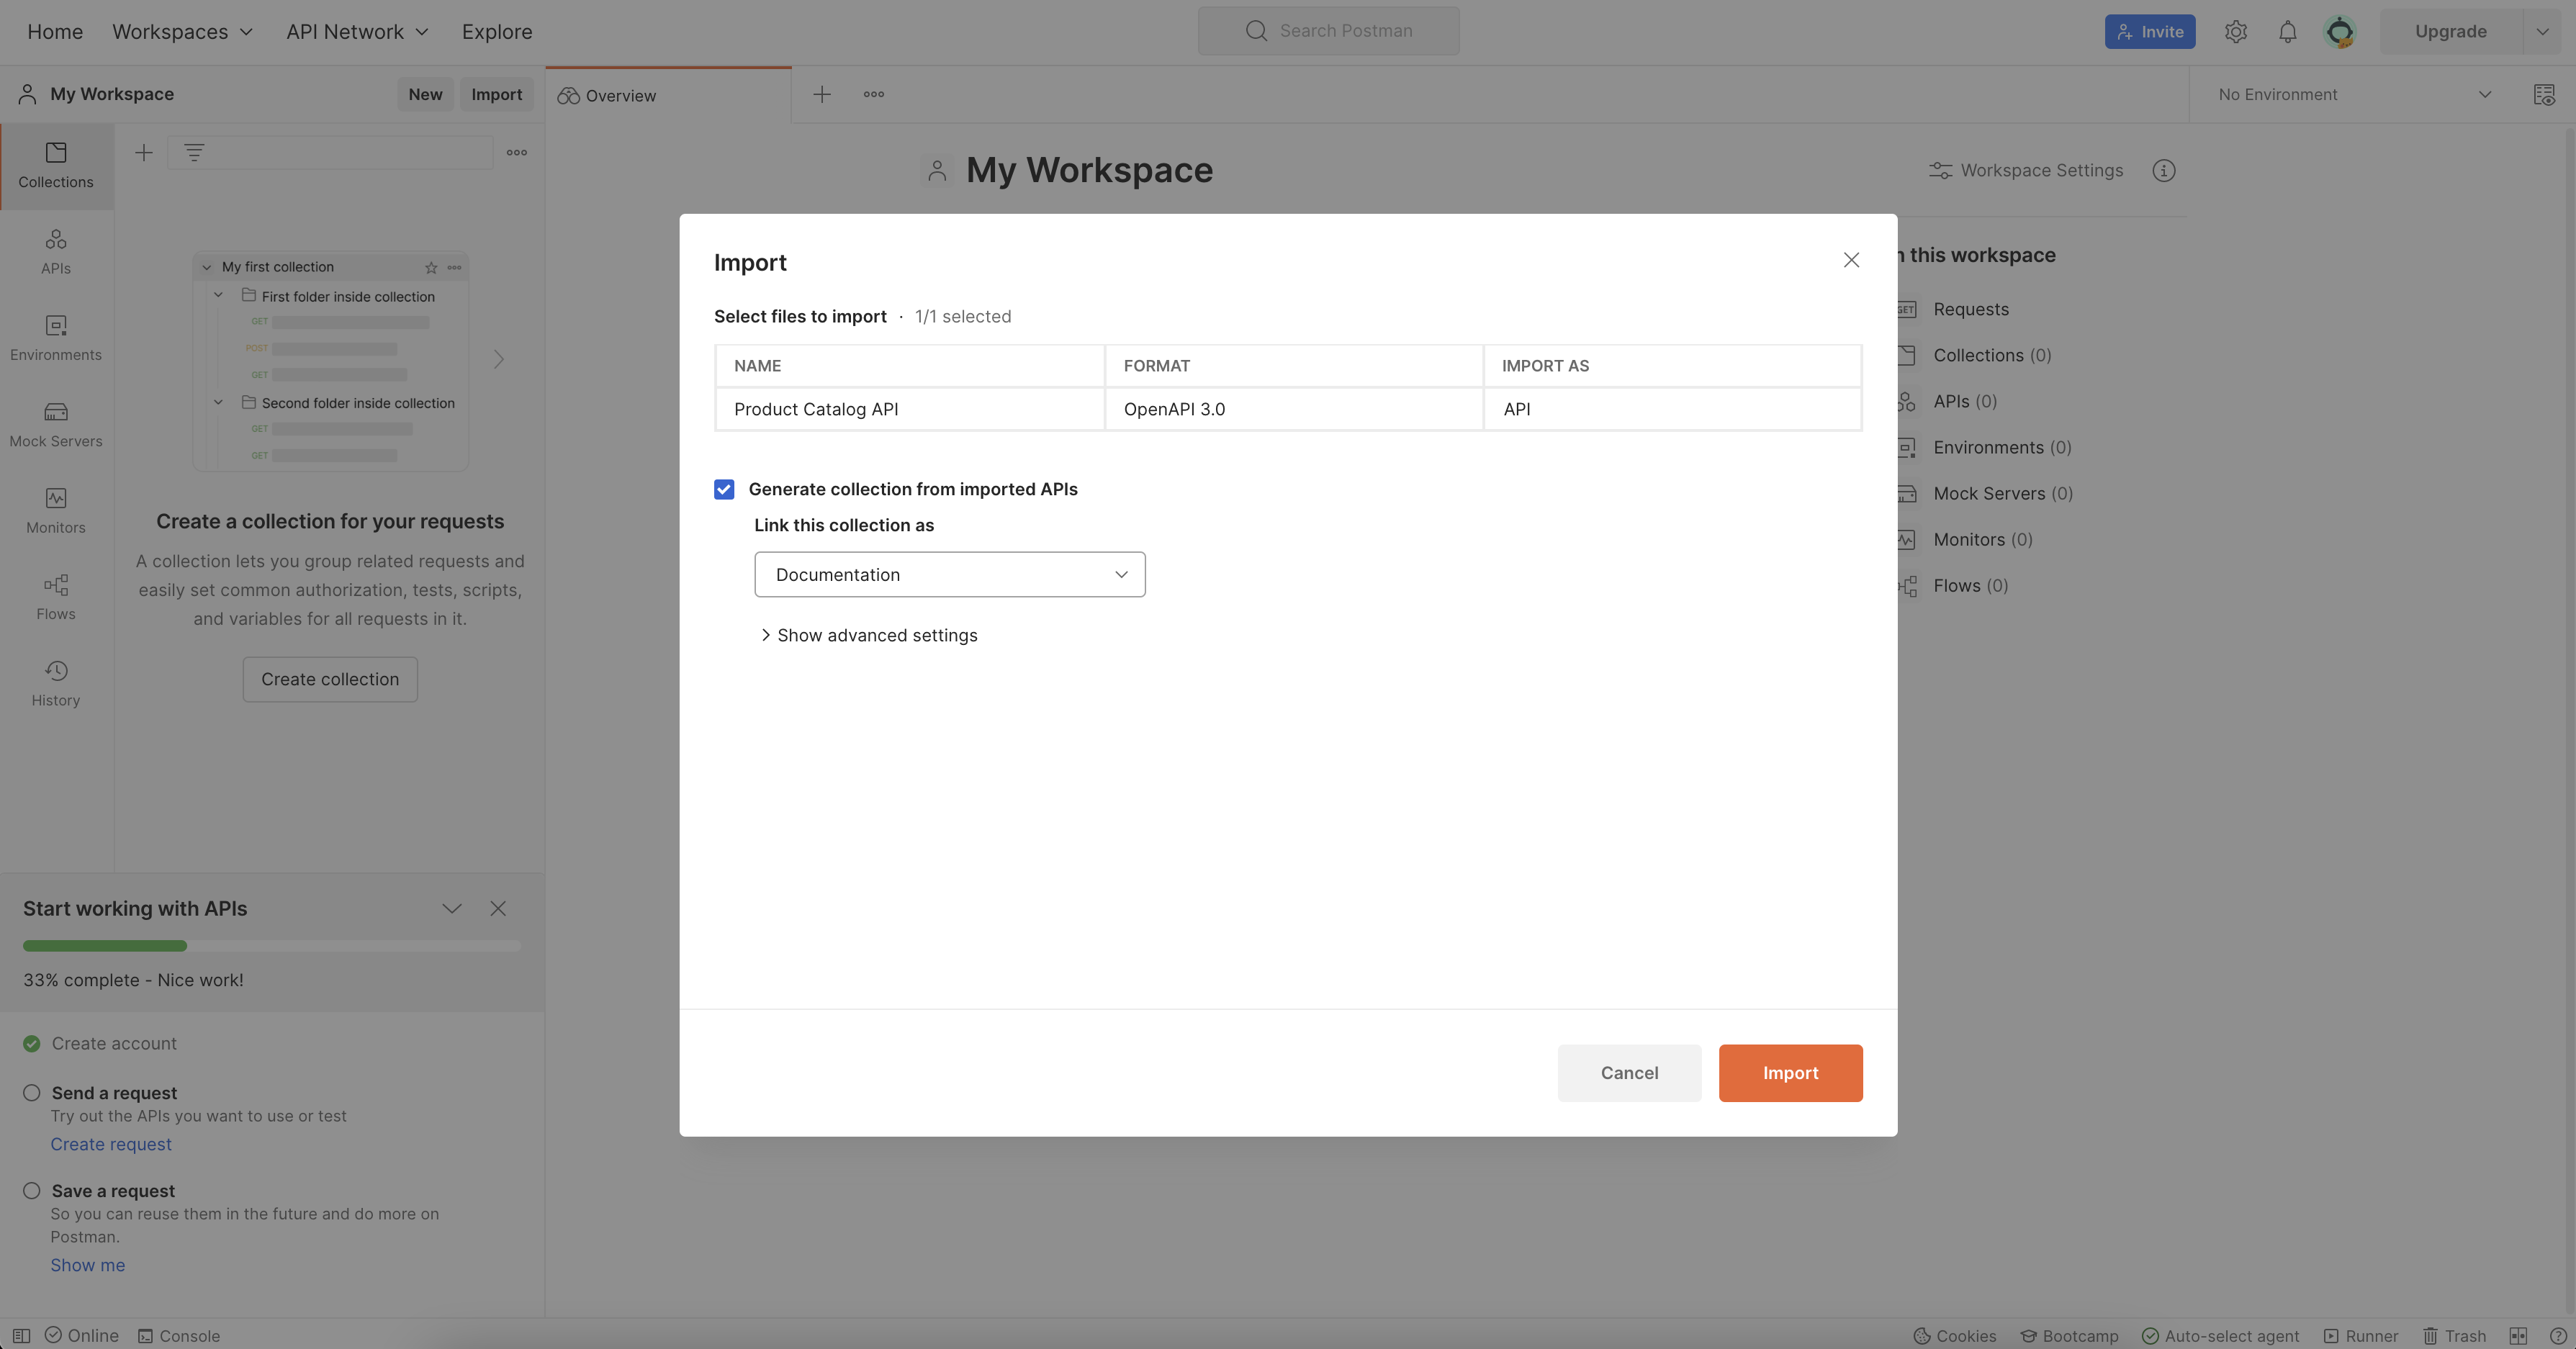 Home
Workspaces
API Network
Explore
Search Postman
Invite
Upgrade
My Workspace
New
Import
Overview
No Environment
Collections
APIs
Environments
Mock Servers
Monitors
Flows
History
My first collection
First folder inside collection
GET
POST
GET
Second folder inside collection
GET
GET
Create a collection for your requests
A collection lets you group related requests and
easily set common authorization, tests, scripts,
and variables for all requests in it.
Create collection
Start working with APIs
33% complete - Nice work!
Create account
Send a request
Try out the APIs you want to use or test
Create request
Save a request
So you can reuse them in the future and do more on
Postman.
Show me
My Workspace
Workspace Settings
this workspace
Requests
Collections (0)
APIs (0)
Environments (0)
Mock Servers (0)
Monitors (0)
Flows (0)
Import
Select files to import · 1/1 selected
NAME FORMAT IMPORT AS
Product Catalog API OpenAPI 3.0 API
Generate collection from imported APIs
Link this collection as
Documentation
Show advanced settings
Cancel
Import
Online
Console
Cookies
Bootcamp
Auto-select agent
Runner
Trash